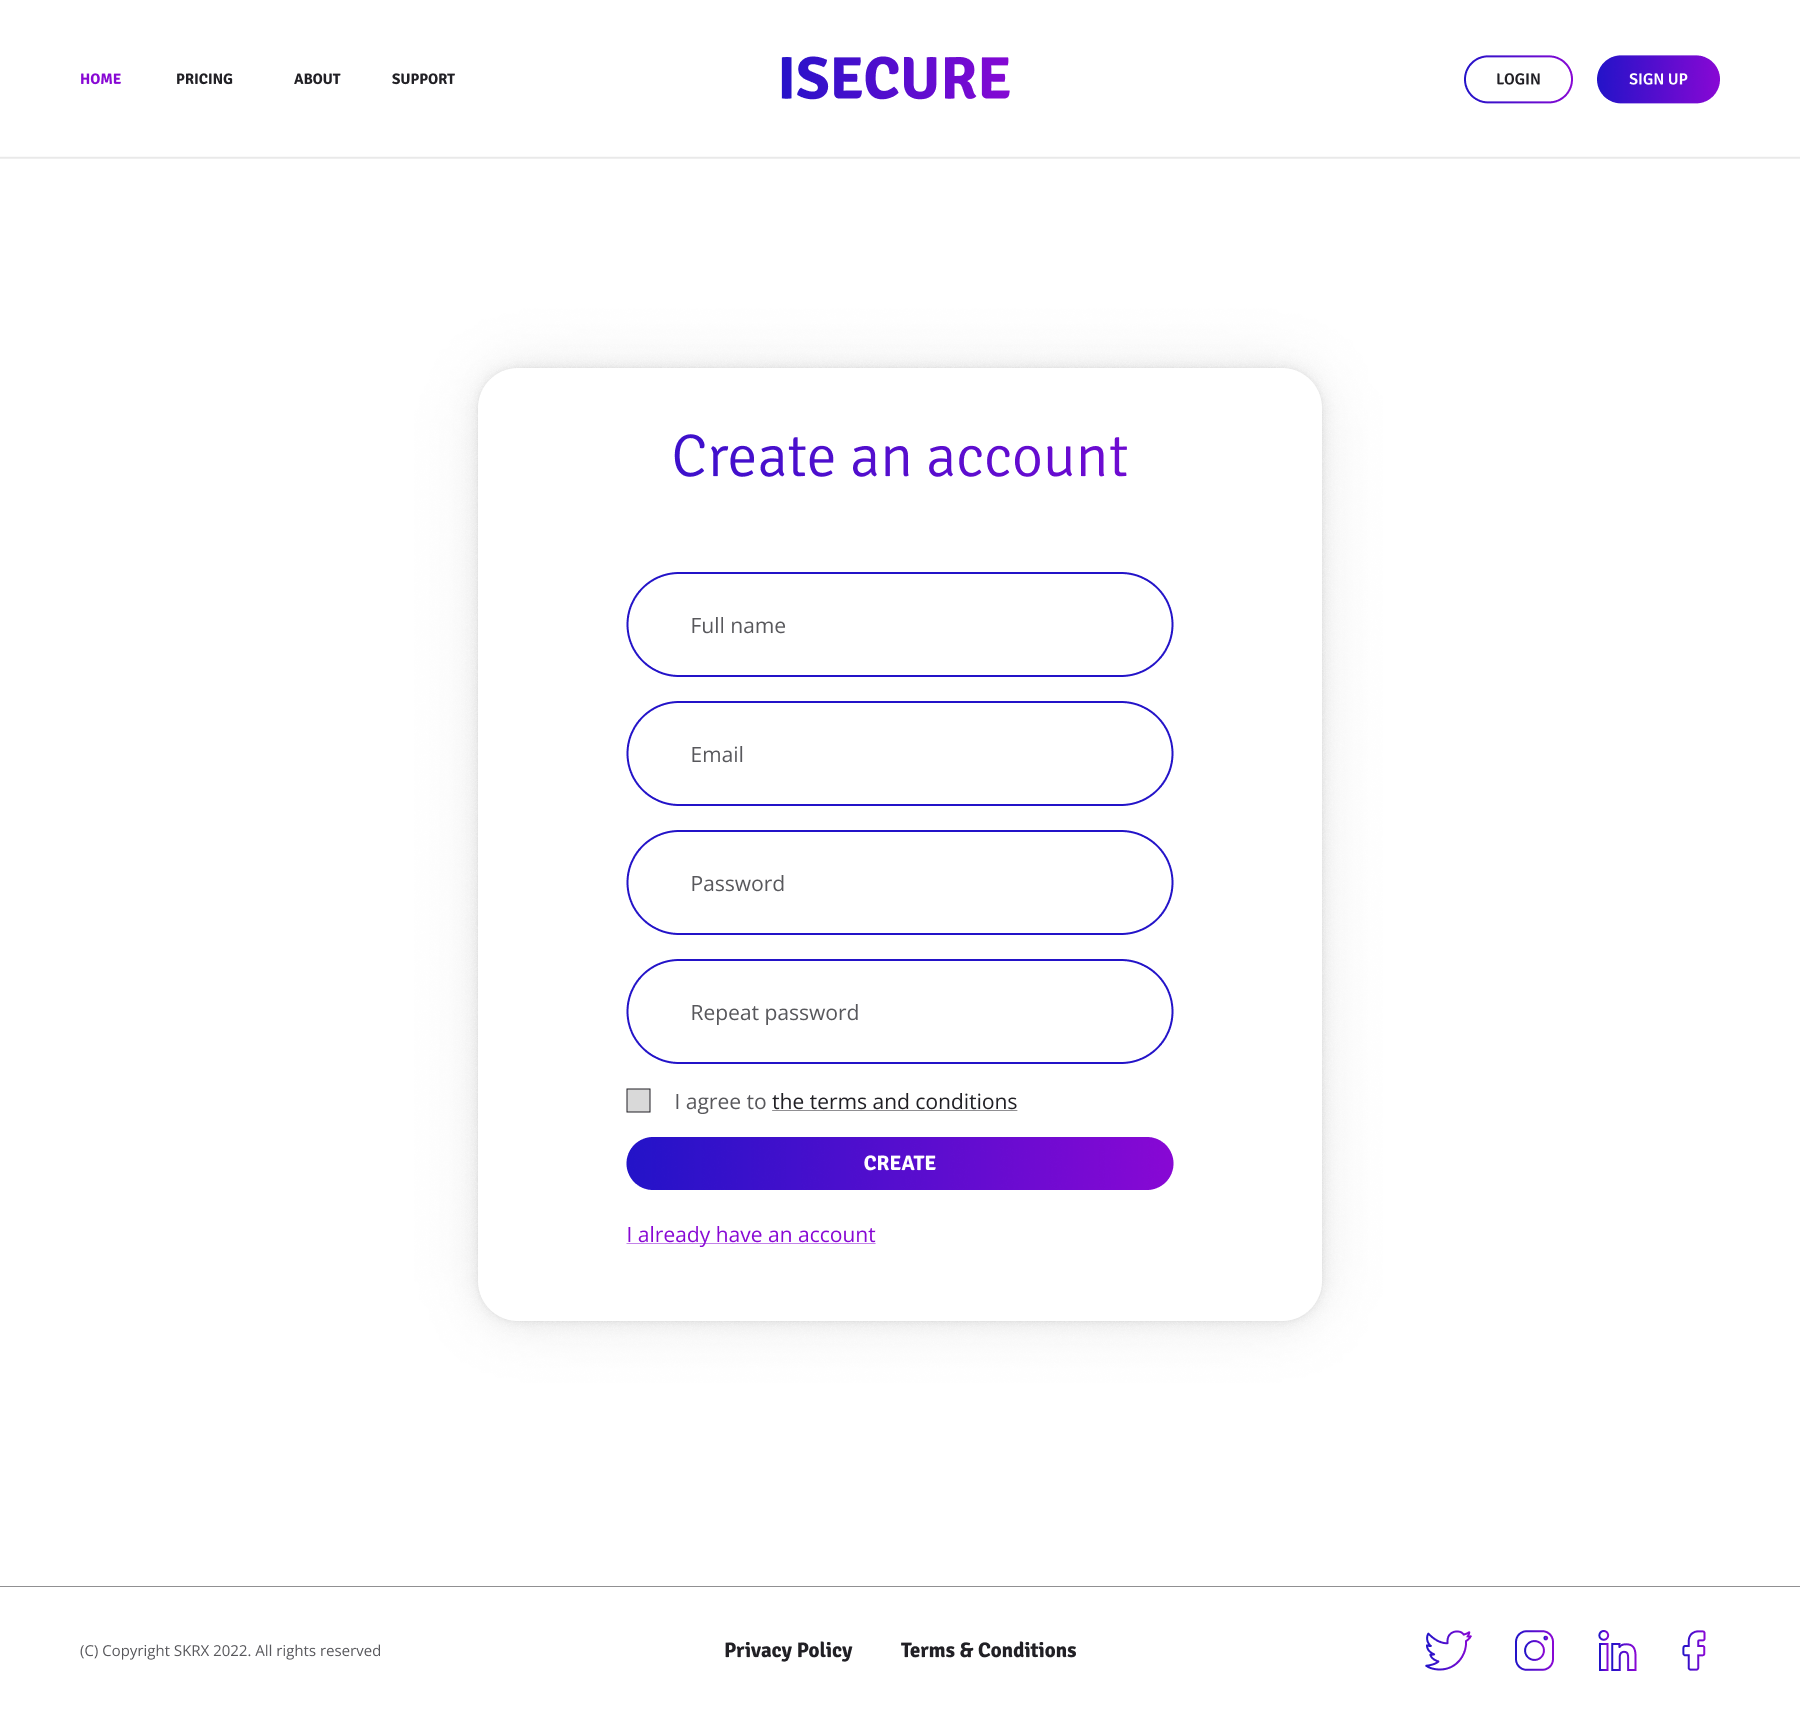 HOME PRICING ABOUT SUPPORT ISECURE LOGIN SIGN UP
Create an account
Full name
Email
Password
Repeat password
I agree to the terms and conditions
CREATE
I already have an account
(C) Copyright SKRX 2022. All rights reserved Privacy Policy Terms & Conditions